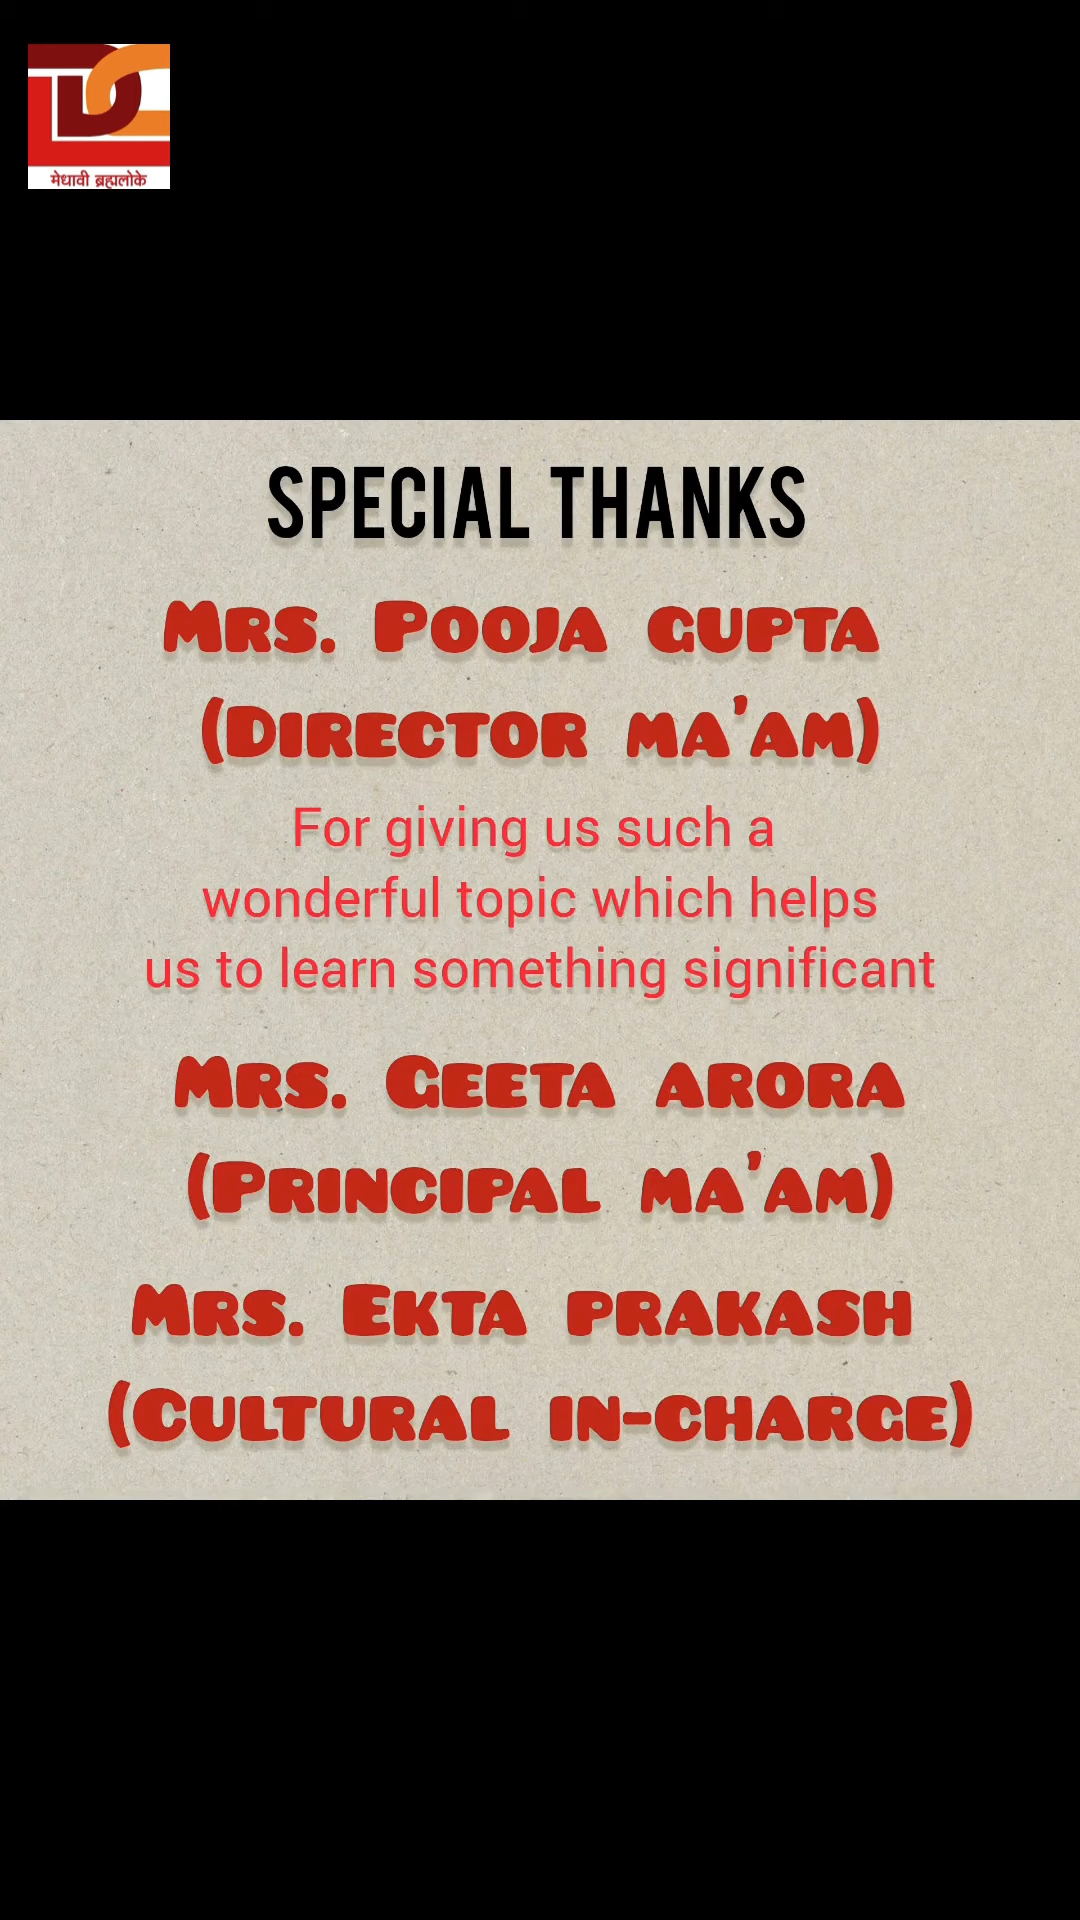 मेधावी ब्रह्मलोके
SPECIAL THANKS
MRS. POOJA GUPTA
(DIRECTOR MA'AM)
For giving us such a
wonderful topic which helps
us to learn something significant
MRS. GEETA ARORA
(PRINCIPAL MA'AM)
MRS. EKTA PRAKASH
(CULTURAL IN-CHARGE)